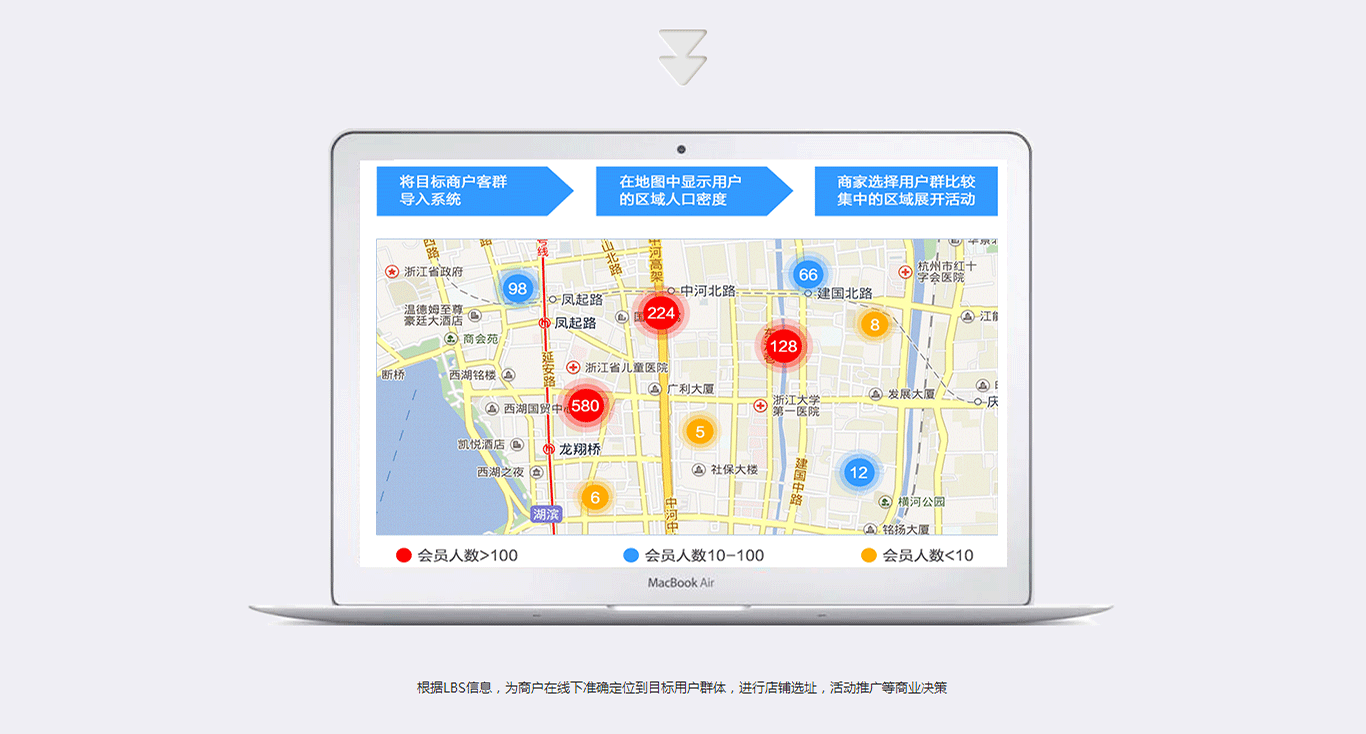 将目标商户客群
导入系统
在地图中显示用户
的区域人口密度
商家选择用户群比较
集中的区域展开活动
西路
路
号线
山北路
中河高架
浙江省政府
98
凤起路
中河北路
66
建国北路
杭州市红十
字会医院
温德姆至尊
豪廷大酒店
凤起路
224
8
商会苑
128
断桥
西湖铭楼
延安路
浙江省儿童医院
广利大厦
发展大厦
西湖国贸中心
580
浙江大学
第一医院
5
凯悦酒店
龙翔桥
西湖之夜
社保大楼
建国中路
12
6
湖滨
中河中
横河公园
铭扬大厦
会员人数>100
会员人数10-100
会员人数<10
MacBook Air
根据LBS信息，为商户在线下准确定位到目标用户群体，进行店铺选址，活动推广等商业决策